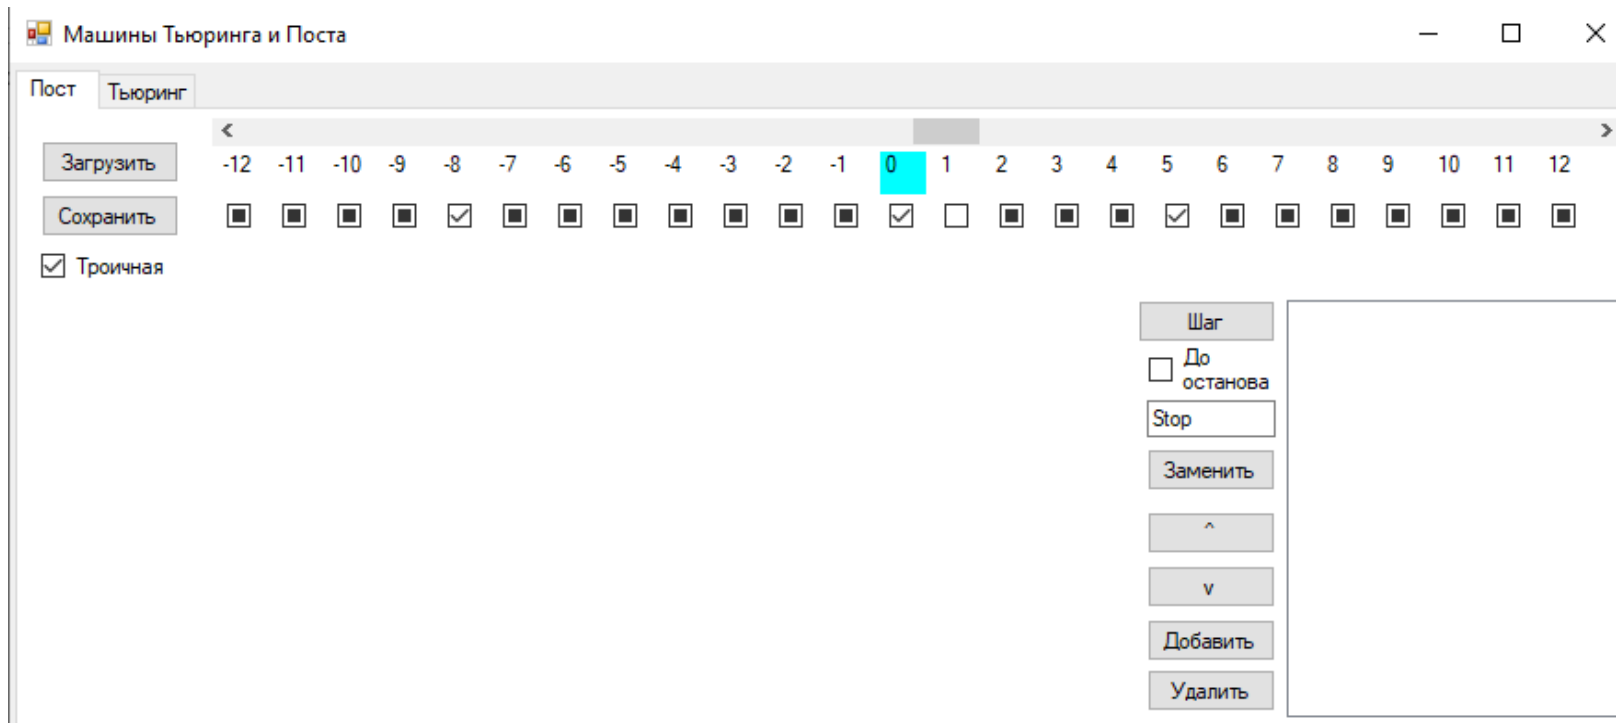 Машины Тьюринга и Поста
Пост Тьюринг
Загрузить
-12 -11 -10 -9 -8 -7 -6 -5 -4 -3 -2 -1 0 1 2 3 4 5 6 7 8 9 10 11 12
Сохранить
Троичная
Шаг
До
останова
Stop
Заменить
^
v
Добавить
Удалить